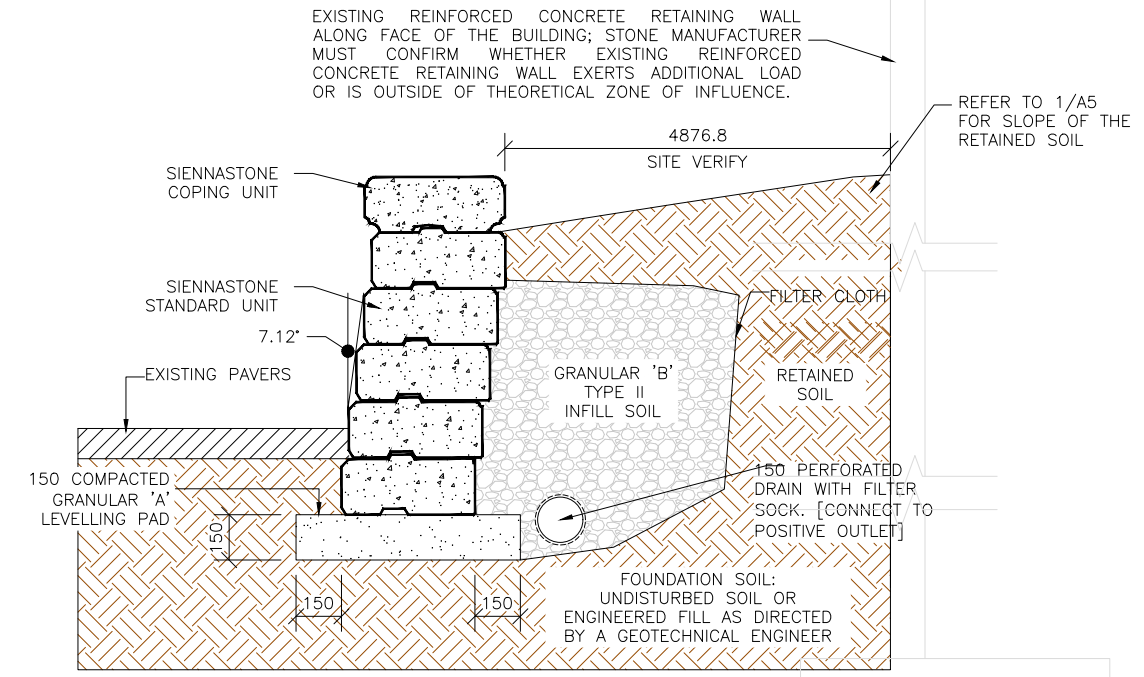 EXISTING REINFORCED CONCRETE RETAINING WALL
ALONG FACE OF THE BUILDING; STONE MANUFACTURER
MUST CONFIRM WHETHER EXISTING REINFORCED
CONCRETE RETAINING WALL EXERTS ADDITIONAL LOAD
OR IS OUTSIDE OF THEORETICAL ZONE OF INFLUENCE.
REFER TO 1/A5
FOR SLOPE OF THE
RETAINED SOIL
4876.8
SITE VERIFY
SIENNASTONE
COPING UNIT
SIENNASTONE
STANDARD UNIT
7.12°
EXISTING PAVERS
FILTER CLOTH
GRANULAR 'B'
TYPE II
INFILL SOIL
RETAINED
SOIL
150 COMPACTED
GRANULAR 'A'
LEVELLING PAD
150 PERFORATED
DRAIN WITH FILTER
SOCK. [CONNECT TO
POSITIVE OUTLET]
150
150
150
FOUNDATION SOIL:
UNDISTURBED SOIL OR
ENGINEERED FILL AS DIRECTED
BY A GEOTECHNICAL ENGINEER